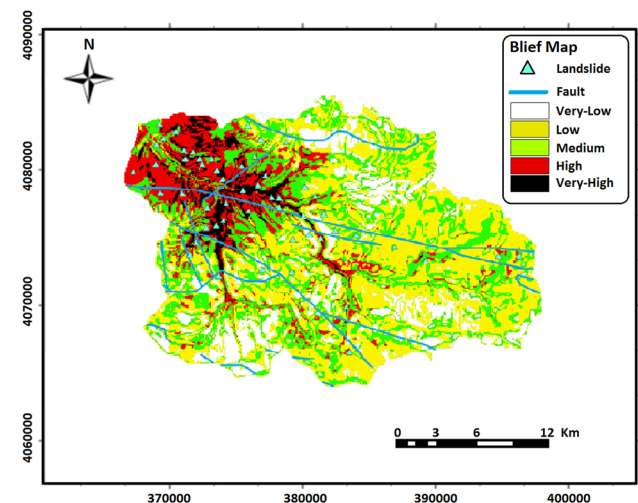 N
Blief Map
Landslide
Fault
Very-Low
Low
Medium
High
Very-High
4090000
4080000
4070000
4060000
0 3 6 12 Km
370000 380000 390000 400000